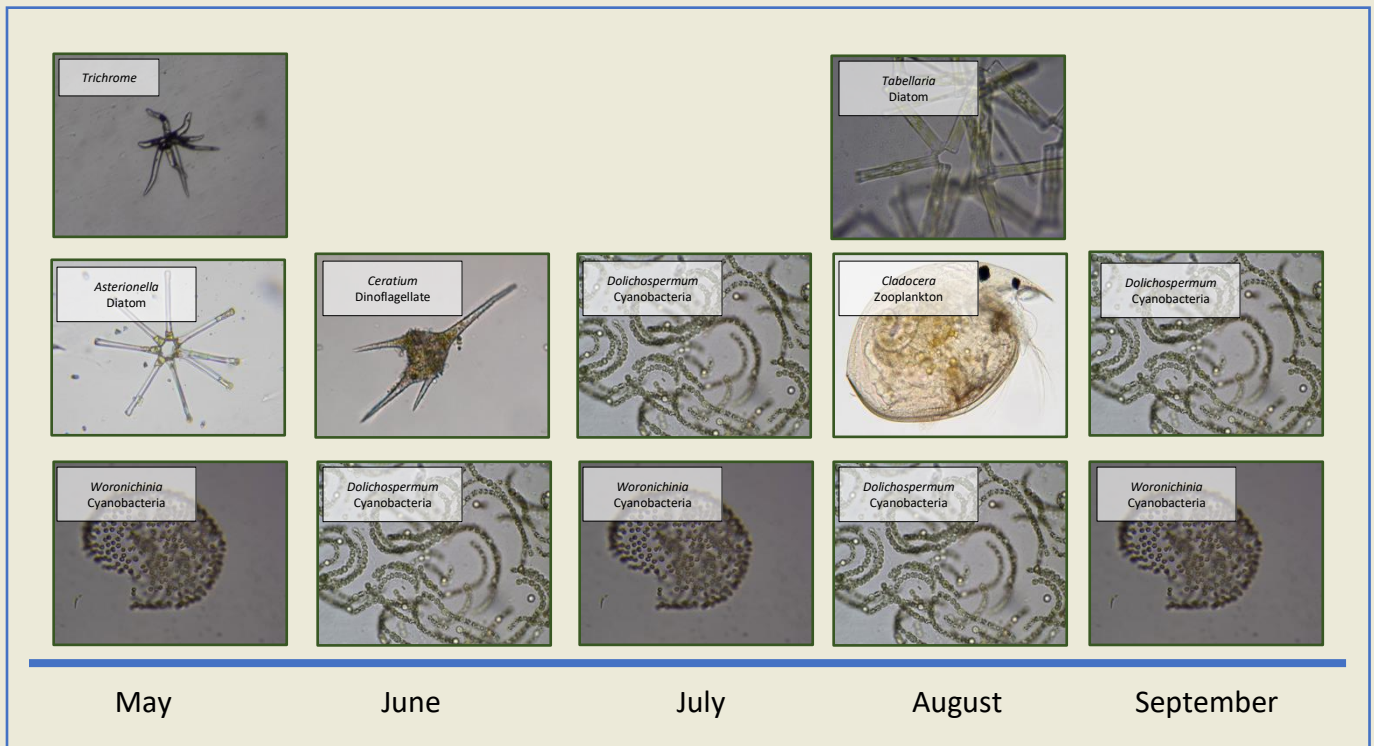 Trichrome
Tabellaria
Diatom
Asterionella
Diatom
Ceratium
Dinoflagellate
Dolichospermum
Cyanobacteria
Cladocera
Zooplankton
Dolichospermum
Cyanobacteria
Woronichinia
Cyanobacteria
Dolichospermum
Cyanobacteria
Woronichinia
Cyanobacteria
Dolichospermum
Cyanobacteria
Woronichinia
Cyanobacteria
May
June
July
August
September